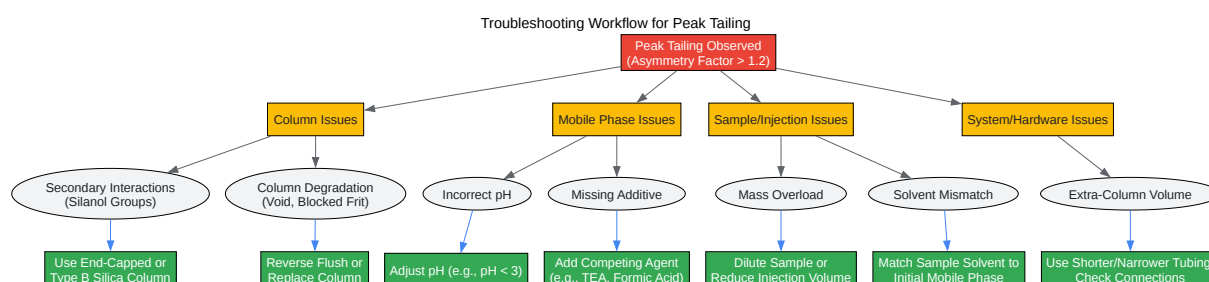 Troubleshooting Workflow for Peak Tailing
Peak Tailing Observed
(Asymmetry Factor > 1.2)
Column Issues
Mobile Phase Issues
Sample/Injection Issues
System/Hardware Issues
Secondary Interactions
(Silanol Groups)
Column Degradation
(Void, Blocked Frit)
Incorrect pH
Missing Additive
Mass Overload
Solvent Mismatch
Extra-Column Volume
Use End-Capped or
Type B Silica Column
Reverse Flush or
Replace Column
Adjust pH (e.g., pH < 3)
Add Competing Agent
(e.g., TEA, Formic Acid)
Dilute Sample or
Reduce Injection Volume
Match Sample Solvent to
Initial Mobile Phase
Use Shorter/Narrower Tubing
Check Connections